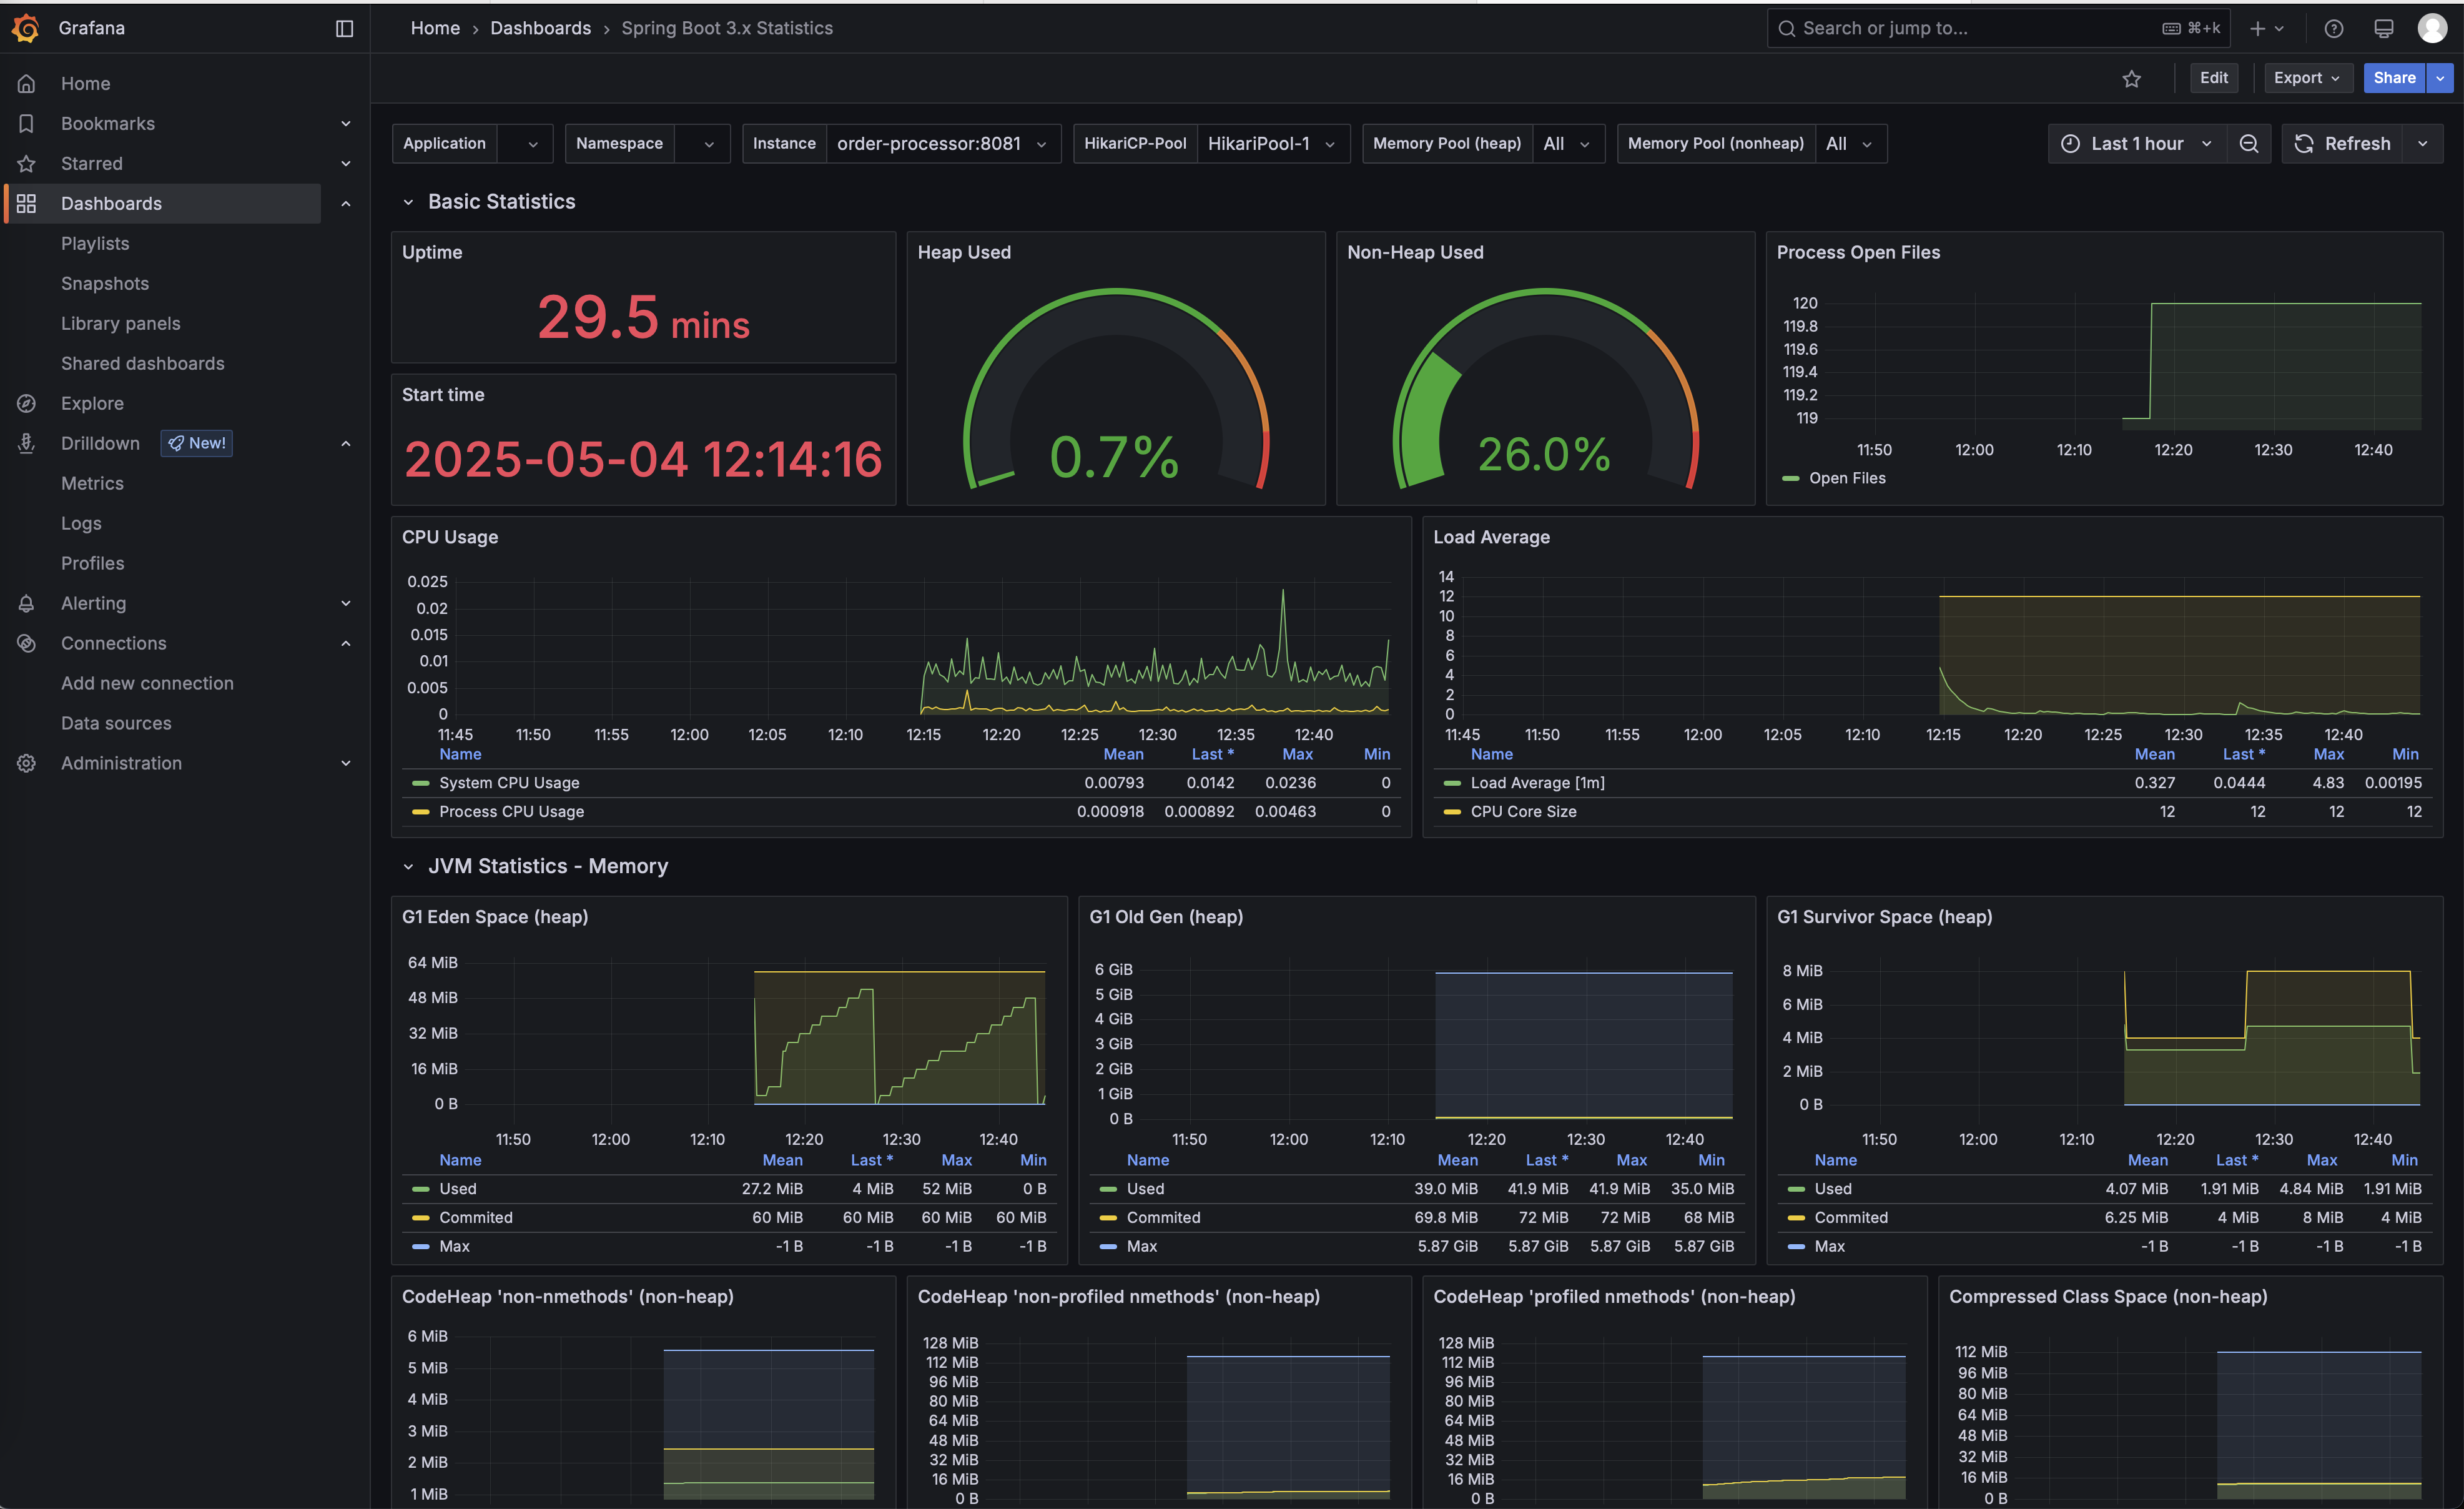 Grafana
Home › Dashboards › Spring Boot 3.x Statistics
Search or jump to... ⌘+k
Home
Bookmarks
Starred
Dashboards
Playlists
Snapshots
Library panels
Shared dashboards
Explore
Drilldown New!
Metrics
Logs
Profiles
Alerting
Connections
Add new connection
Data sources
Administration
Edit Export Share
Application Namespace Instance order-processor:8081 HikariCP-Pool HikariPool-1 Memory Pool (heap) All Memory Pool (nonheap) All Last 1 hour Refresh
Basic Statistics
Uptime
29.5 mins
Start time
2025-05-04 12:14:16
Heap Used
0.7%
Non-Heap Used
26.0%
Process Open Files
120
119.8
119.6
119.4
119.2
119
11:50 12:00 12:10 12:20 12:30 12:40
Open Files
CPU Usage
0.025
0.02
0.015
0.01
0.005
0
11:45 11:50 11:55 12:00 12:05 12:10 12:15 12:20 12:25 12:30 12:35 12:40
Name Mean Last * Max Min
System CPU Usage 0.00793 0.0142 0.0236 0
Process CPU Usage 0.000918 0.000892 0.00463 0
Load Average
14
12
10
8
6
4
2
0
11:45 11:50 11:55 12:00 12:05 12:10 12:15 12:20 12:25 12:30 12:35 12:40
Name Mean Last * Max Min
Load Average [1m] 0.327 0.0444 4.83 0.00195
CPU Core Size 12 12 12 12
JVM Statistics - Memory
G1 Eden Space (heap)
64 MiB
48 MiB
32 MiB
16 MiB
0 B
11:50 12:00 12:10 12:20 12:30 12:40
Name Mean Last * Max Min
Used 27.2 MiB 4 MiB 52 MiB 0 B
Commited 60 MiB 60 MiB 60 MiB 60 MiB
Max -1 B -1 B -1 B -1 B
G1 Old Gen (heap)
6 GiB
5 GiB
4 GiB
3 GiB
2 GiB
1 GiB
0 B
11:50 12:00 12:10 12:20 12:30 12:40
Name Mean Last * Max Min
Used 39.0 MiB 41.9 MiB 41.9 MiB 35.0 MiB
Commited 69.8 MiB 72 MiB 72 MiB 68 MiB
Max 5.87 GiB 5.87 GiB 5.87 GiB 5.87 GiB
G1 Survivor Space (heap)
8 MiB
6 MiB
4 MiB
2 MiB
0 B
11:50 12:00 12:10 12:20 12:30 12:40
Name Mean Last * Max Min
Used 4.07 MiB 1.91 MiB 4.84 MiB 1.91 MiB
Commited 6.25 MiB 4 MiB 8 MiB 4 MiB
Max -1 B -1 B -1 B -1 B
CodeHeap 'non-nmethods' (non-heap)
6 MiB
5 MiB
4 MiB
3 MiB
2 MiB
1 MiB
CodeHeap 'non-profiled nmethods' (non-heap)
128 MiB
112 MiB
96 MiB
80 MiB
64 MiB
48 MiB
32 MiB
16 MiB
0 B
CodeHeap 'profiled nmethods' (non-heap)
128 MiB
112 MiB
96 MiB
80 MiB
64 MiB
48 MiB
32 MiB
16 MiB
0 B
Compressed Class Space (non-heap)
112 MiB
96 MiB
80 MiB
64 MiB
48 MiB
32 MiB
16 MiB
0 B